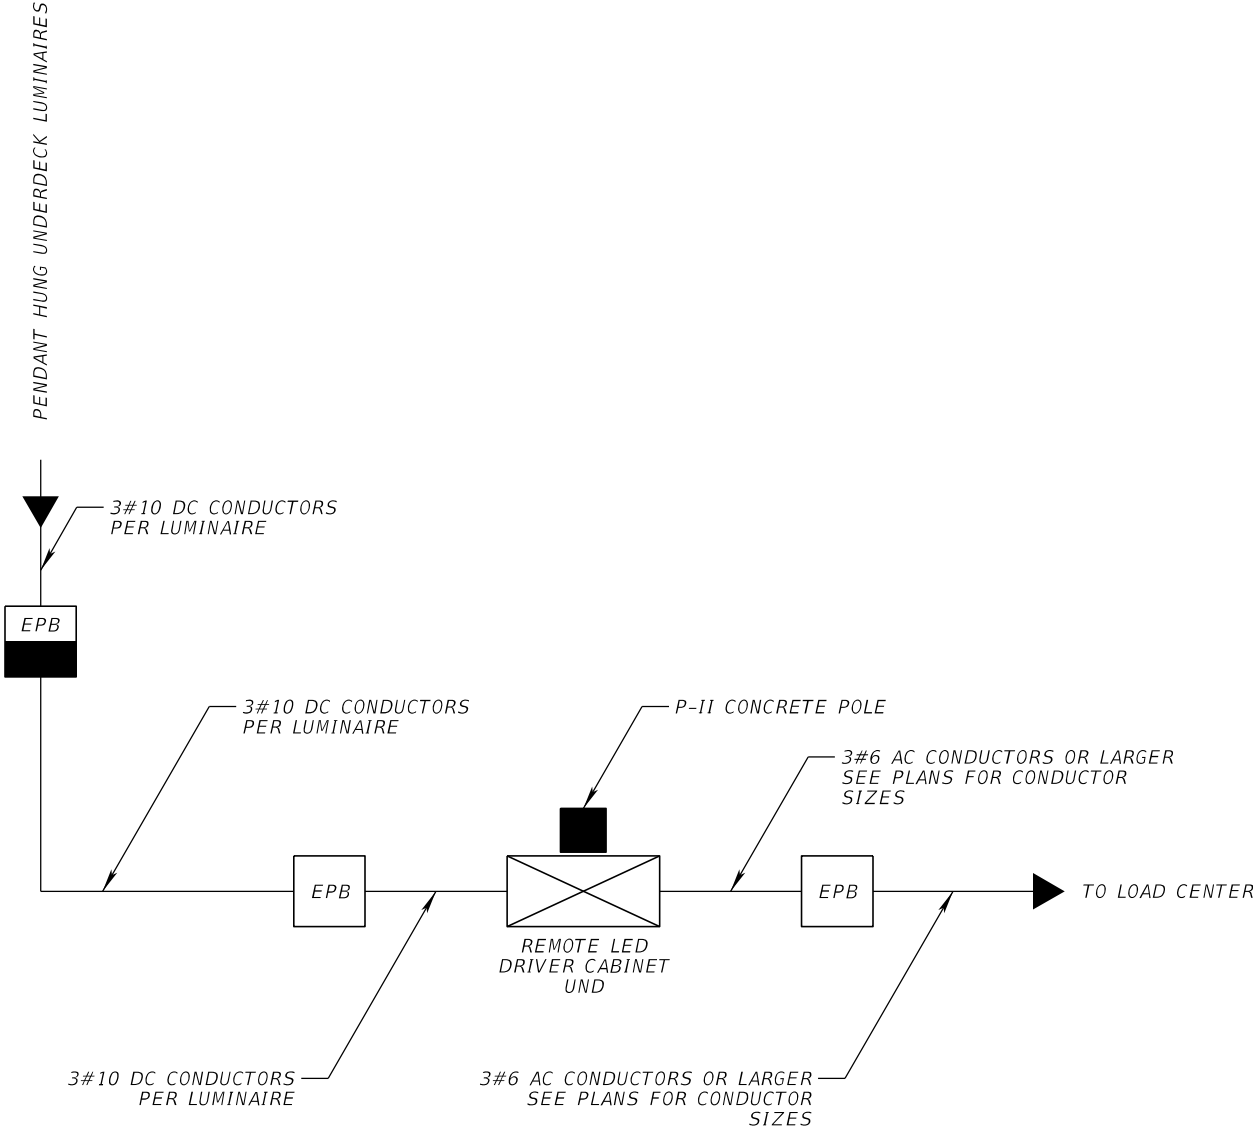 PENDANT HUNG UNDERDECK LUMINAIRES
3#10 DC CONDUCTORS
PER LUMINAIRE
EPB
3#10 DC CONDUCTORS
PER LUMINAIRE
P-II CONCRETE POLE
3#6 AC CONDUCTORS OR LARGER
SEE PLANS FOR CONDUCTOR
SIZES
EPB
EPB
TO LOAD CENTER
REMOTE LED
DRIVER CABINET
UND
3#10 DC CONDUCTORS
PER LUMINAIRE
3#6 AC CONDUCTORS OR LARGER
SEE PLANS FOR CONDUCTOR
SIZES